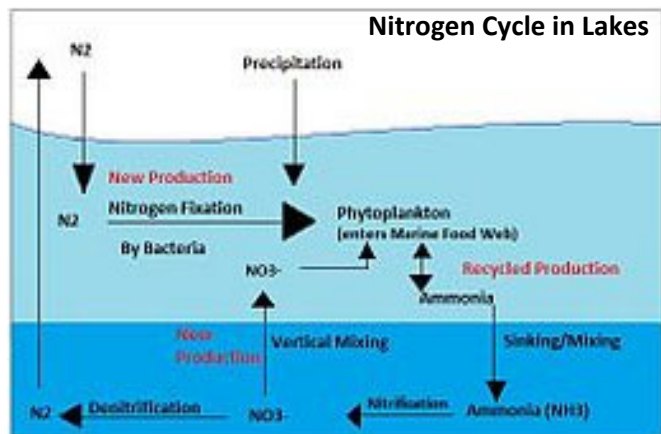 Nitrogen Cycle in Lakes
N2
Precipitation
New Production
N2
Nitrogen Fixation
Phytoplankton
(enters Marine Food Web)
By Bacteria
NO3-
Recycled Production
Ammonia
New
Production
Vertical Mixing
Sinking/Mixing
N2
Denitrification
NO3-
Nitrification
Ammonia (NH3)